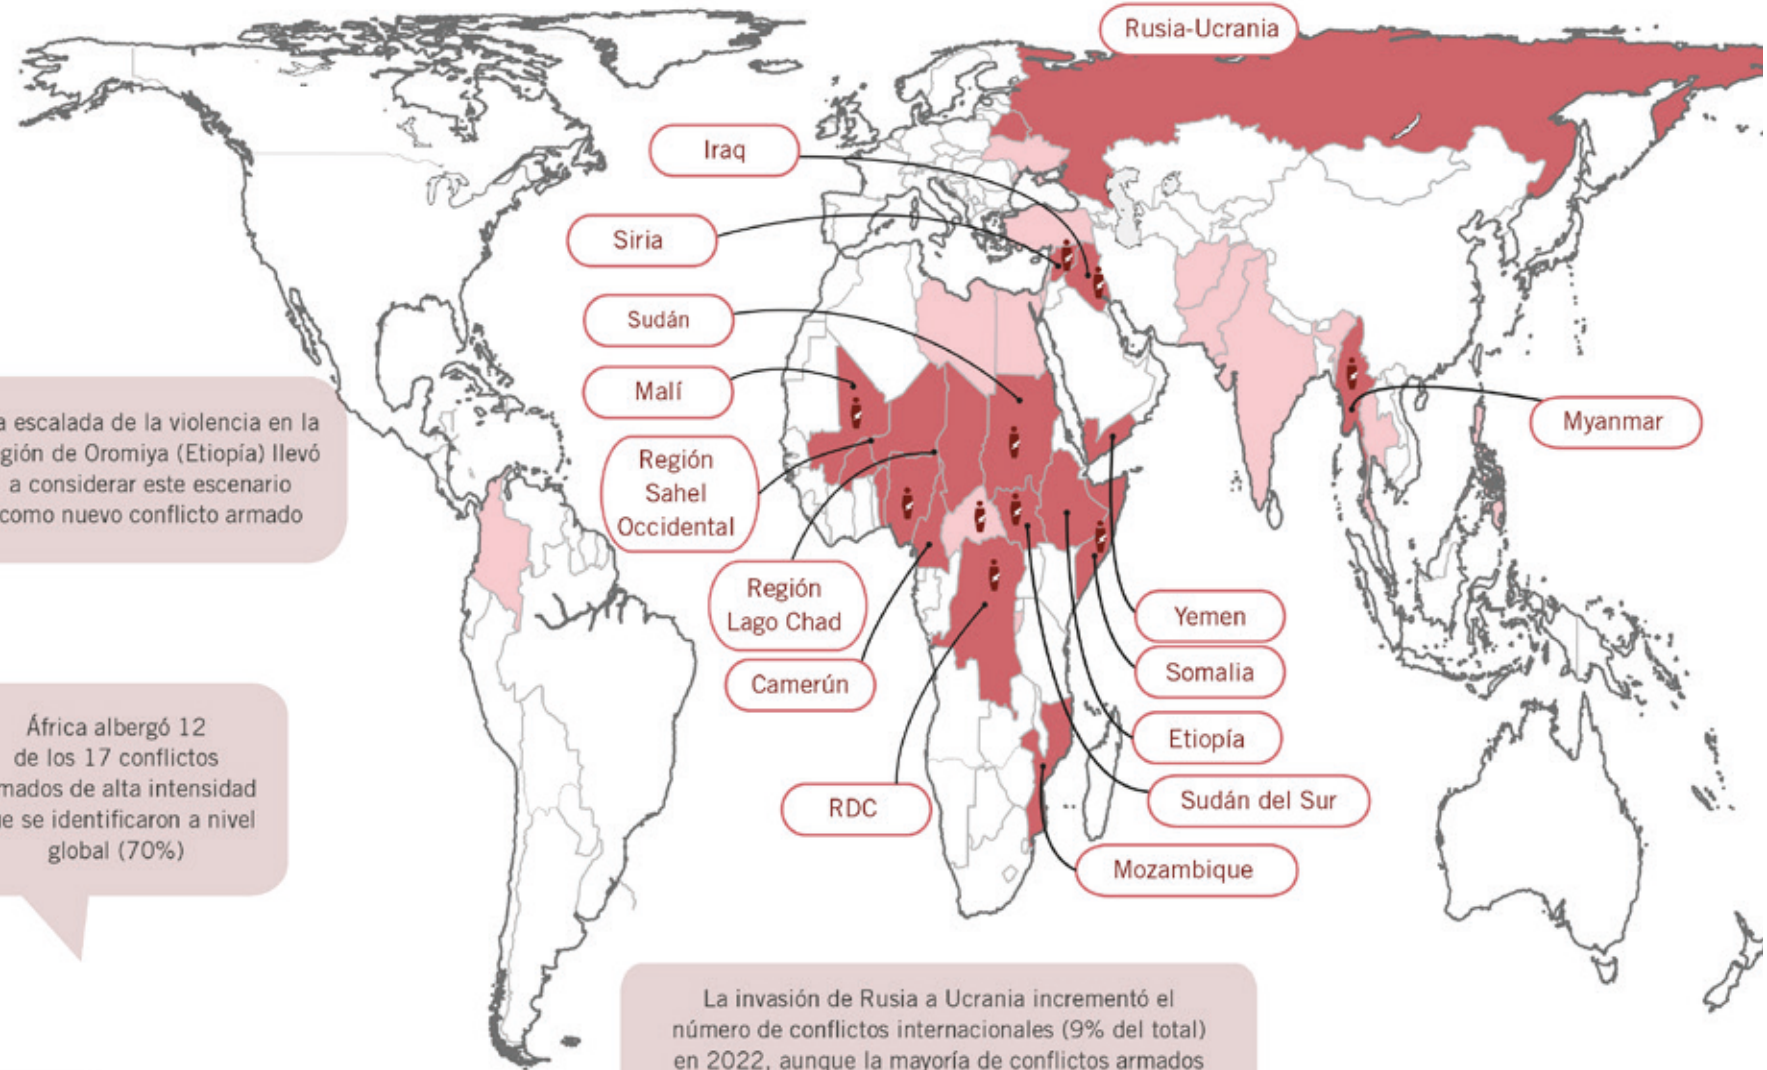 Rusia-Ucrania
Iraq
Siria
Sudán
Malí
Región
Sahel
Occidental
Región
Lago Chad
Camerún
RDC
Myanmar
Yemen
Somalia
Etiopía
Sudán del Sur
Mozambique
a escalada de la violencia en la
gión de Oromiya (Etiopía) llevó
a considerar este escenario
como nuevo conflicto armado
África albergó 12
de los 17 conflictos
mados de alta intensidad
ue se identificaron a nivel
global (70%)
La invasión de Rusia a Ucrania incrementó el
número de conflictos internacionales (9% del total)
en 2022, aunque la mayoría de conflictos armados